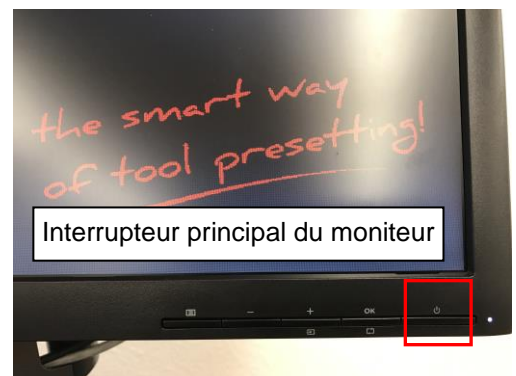 the smart way
of tool presetting!
Interrupteur principal du moniteur
- + OK